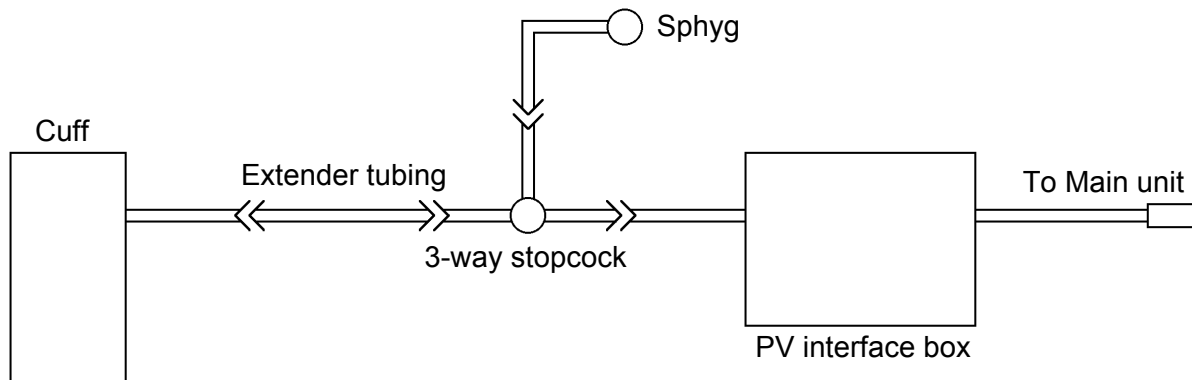 Sphyg
Cuff
Extender tubing
To Main unit
3-way stopcock
PV interface box